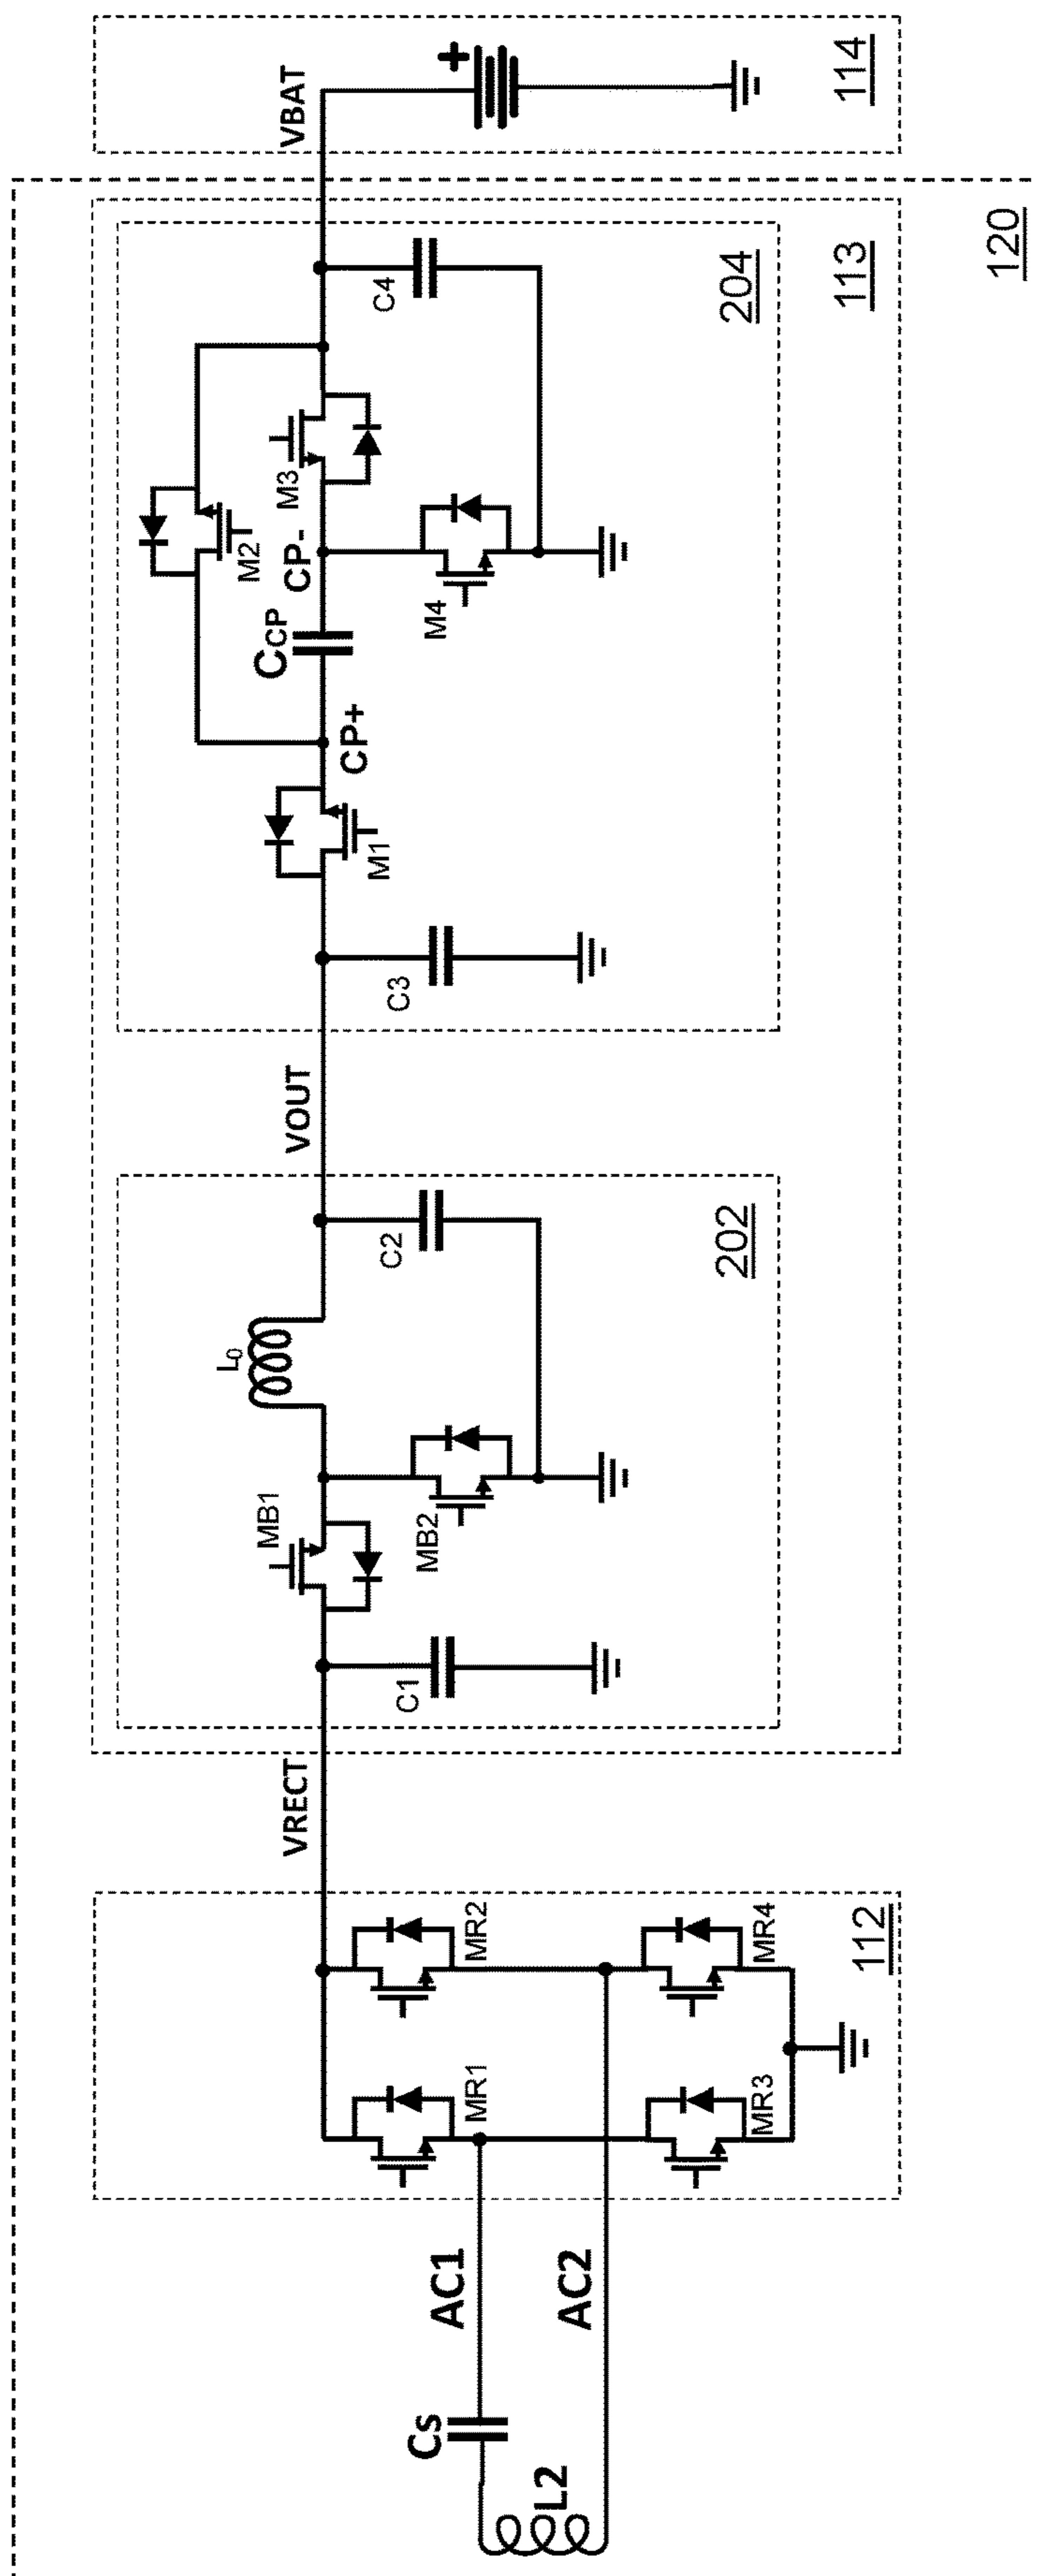 L2
Cs
AC1
AC2
MR1
MR2
MR3
MR4
112
VRECT
C1
MB1
MB2
L0
C2
202
VOUT
C3
M1
CP+
CCP
CP-
M2
M3
M4
C4
204
113
VBAT
+
114
120